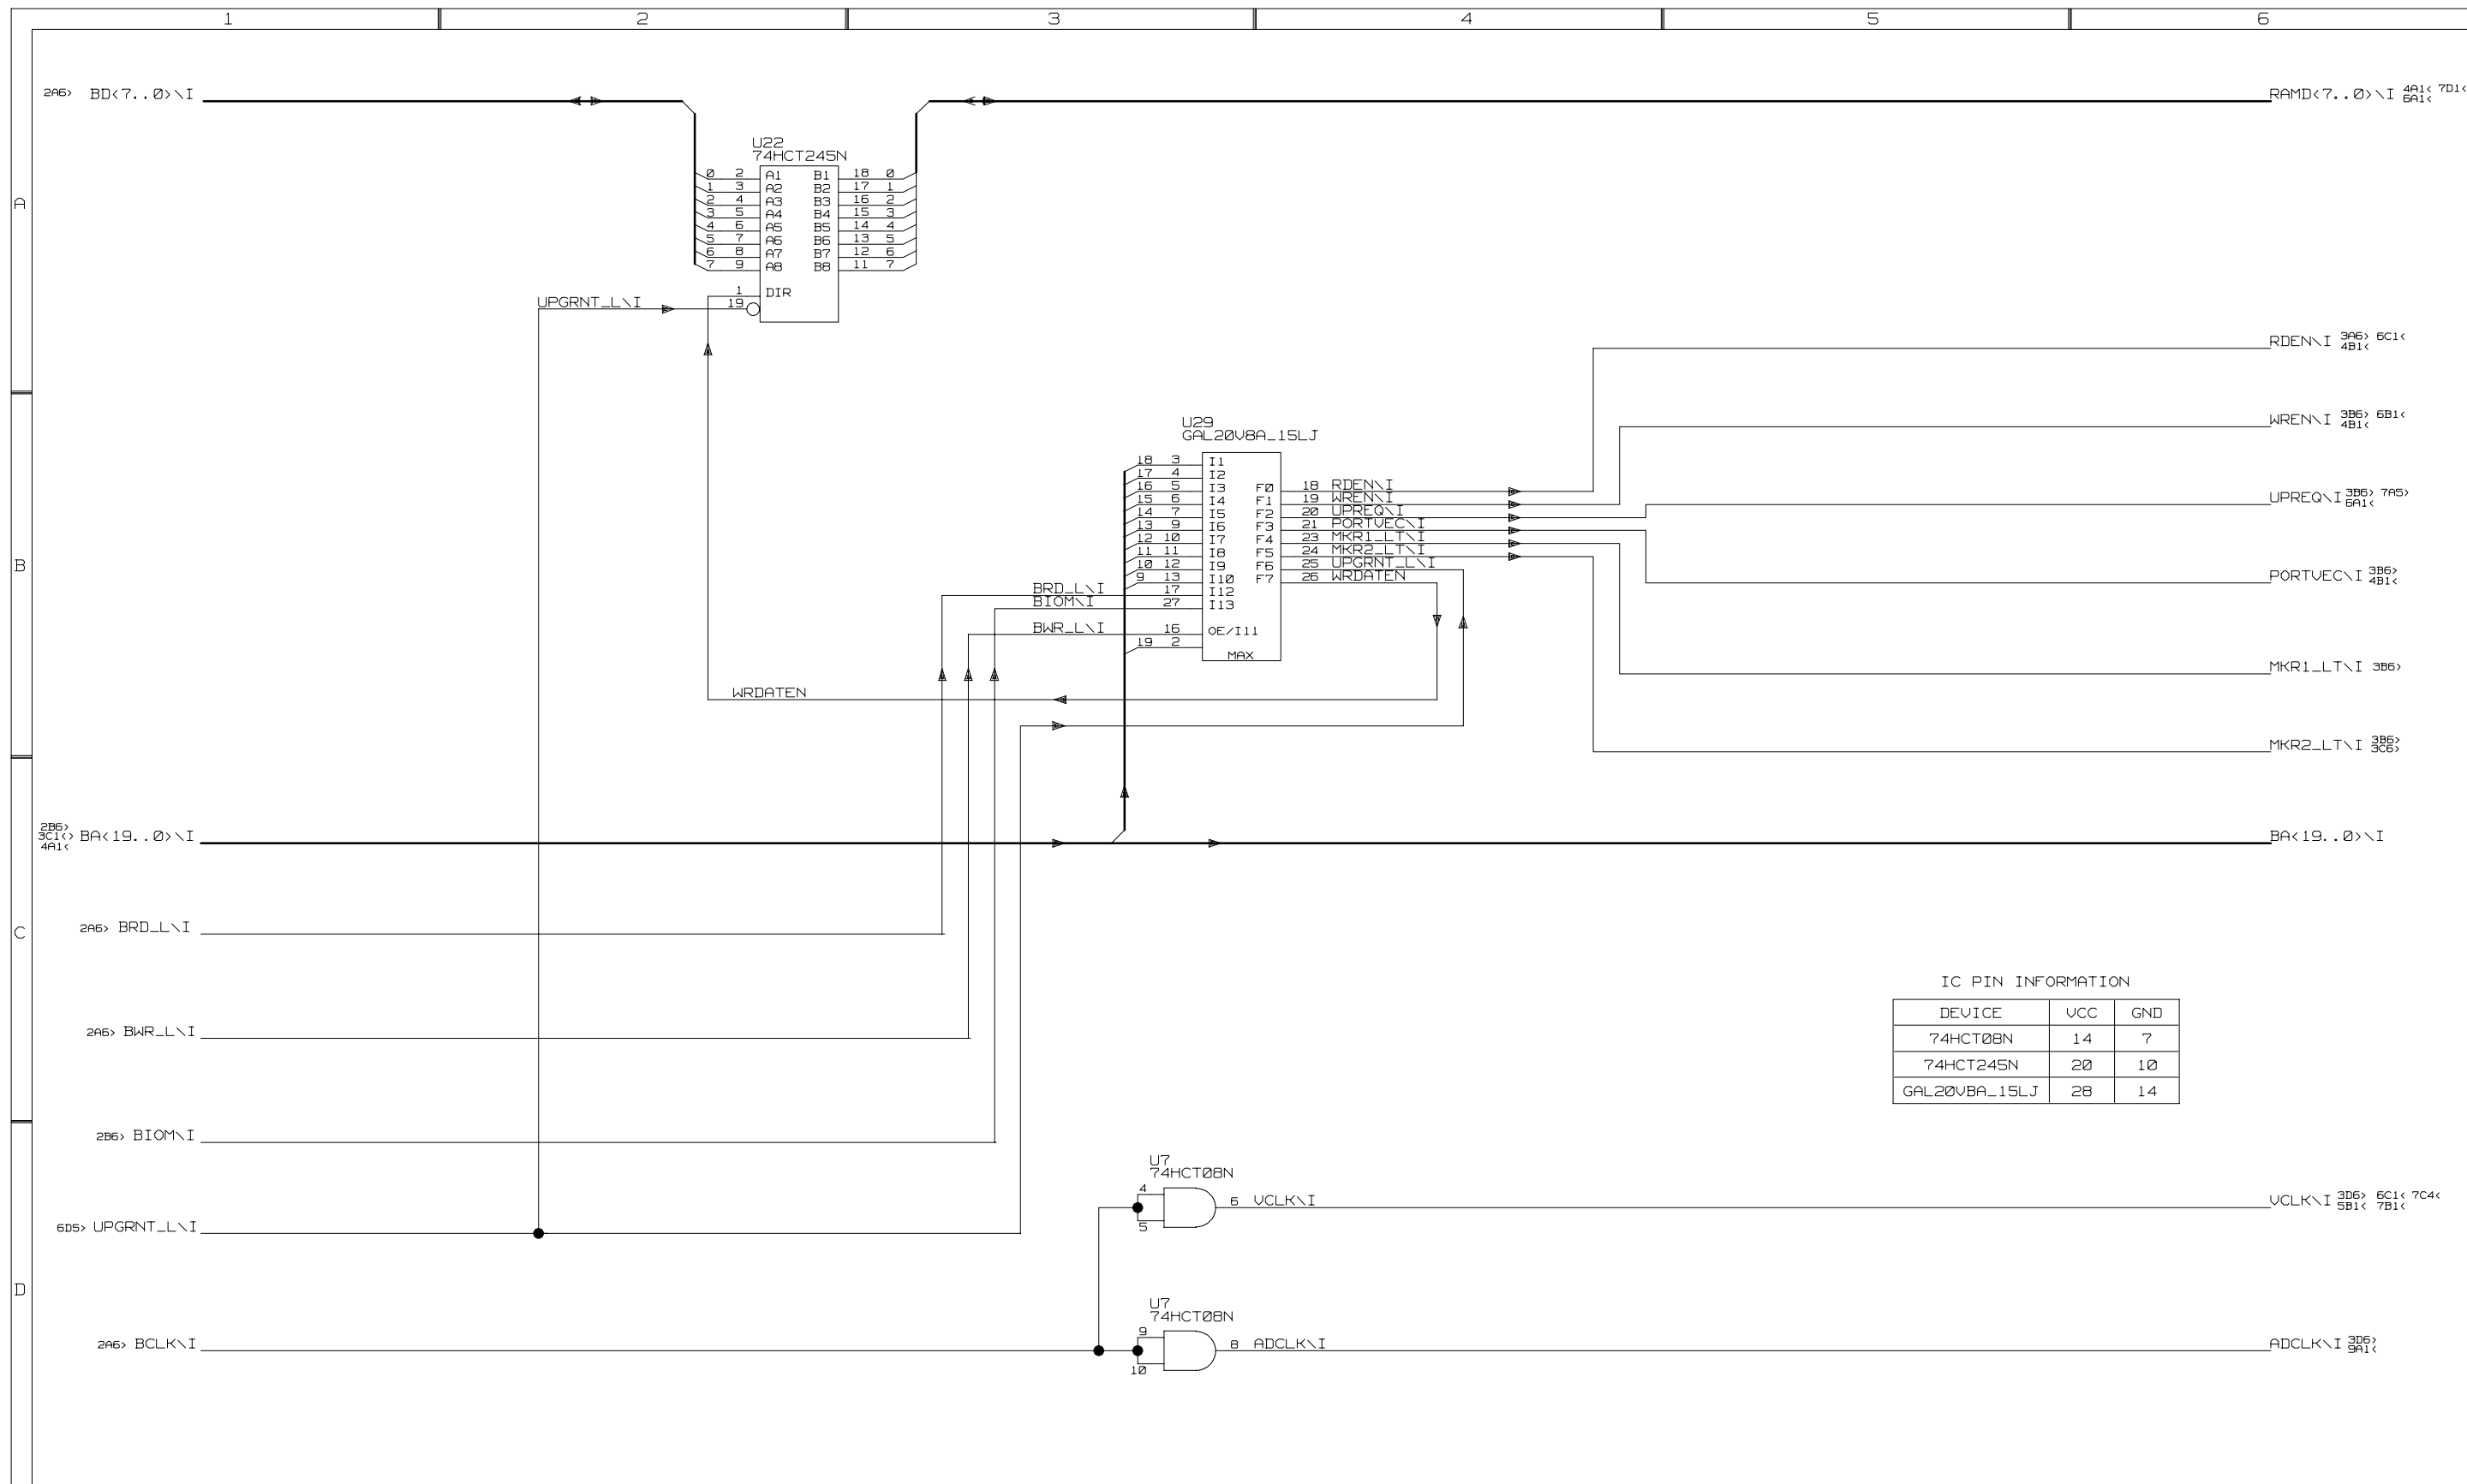 1 2 3 4 5 6
2A6> BD<7..0>\I
RAMD<7..0>\I 4A1< 7D1<
6A1<
U22
74HCT245N
0 2 A1 B1 18 0
1 3 A2 B2 17 1
2 4 A3 B3 16 2
3 5 A4 B4 15 3
4 6 A5 B5 14 4
5 7 A6 B6 13 5
6 8 A7 B7 12 6
7 9 A8 B8 11 7
1 DIR
UPGRNT_L\I 19
A
RDEN\I 3A6> 6C1<
4B1<
WREN\I 3B6> 6B1<
4B1<
U29
GAL20V8A_15LJ
18 3 I1
17 4 I2
16 5 I3 F0 18 RDEN\I
15 6 I4 F1 19 WREN\I
14 7 I5 F2 20 UPREQ\I
13 9 I6 F3 21 PORTVEC\I
12 10 I7 F4 23 MKR1_LT\I
11 11 I8 F5 24 MKR2_LT\I
10 12 I9 F6 25 UPGRNT_L\I
9 13 I10 F7 26 WRDATEN
BRD_L\I 17 I12
BIOM\I 27 I13
BWR_L\I 16 OE/I11
19 2
MAX
UPREQ\I 3B6> 7A5>
6A1<
B
PORTVEC\I 3B6>
4B1<
MKR1_LT\I 3B6>
WRDATEN
MKR2_LT\I 3B6>
3C6>
2B6>
3C1<> BA<19..0>\I
4A1<
BA<19..0>\I
C
2A6> BRD_L\I
IC PIN INFORMATION
DEVICE VCC GND
74HCT08N 14 7
74HCT245N 20 10
GAL20VBA_15LJ 28 14
2A6> BWR_L\I
2B6> BIOM\I
U7
74HCT08N
4
5
6 VCLK\I
VCLK\I 3D6> 6C1< 7C4<
5B1< 7B1<
6D5> UPGRNT_L\I
D
U7
74HCT08N
9
10
8 ADCLK\I
2A6> BCLK\I
ADCLK\I 3D6>
9A1<